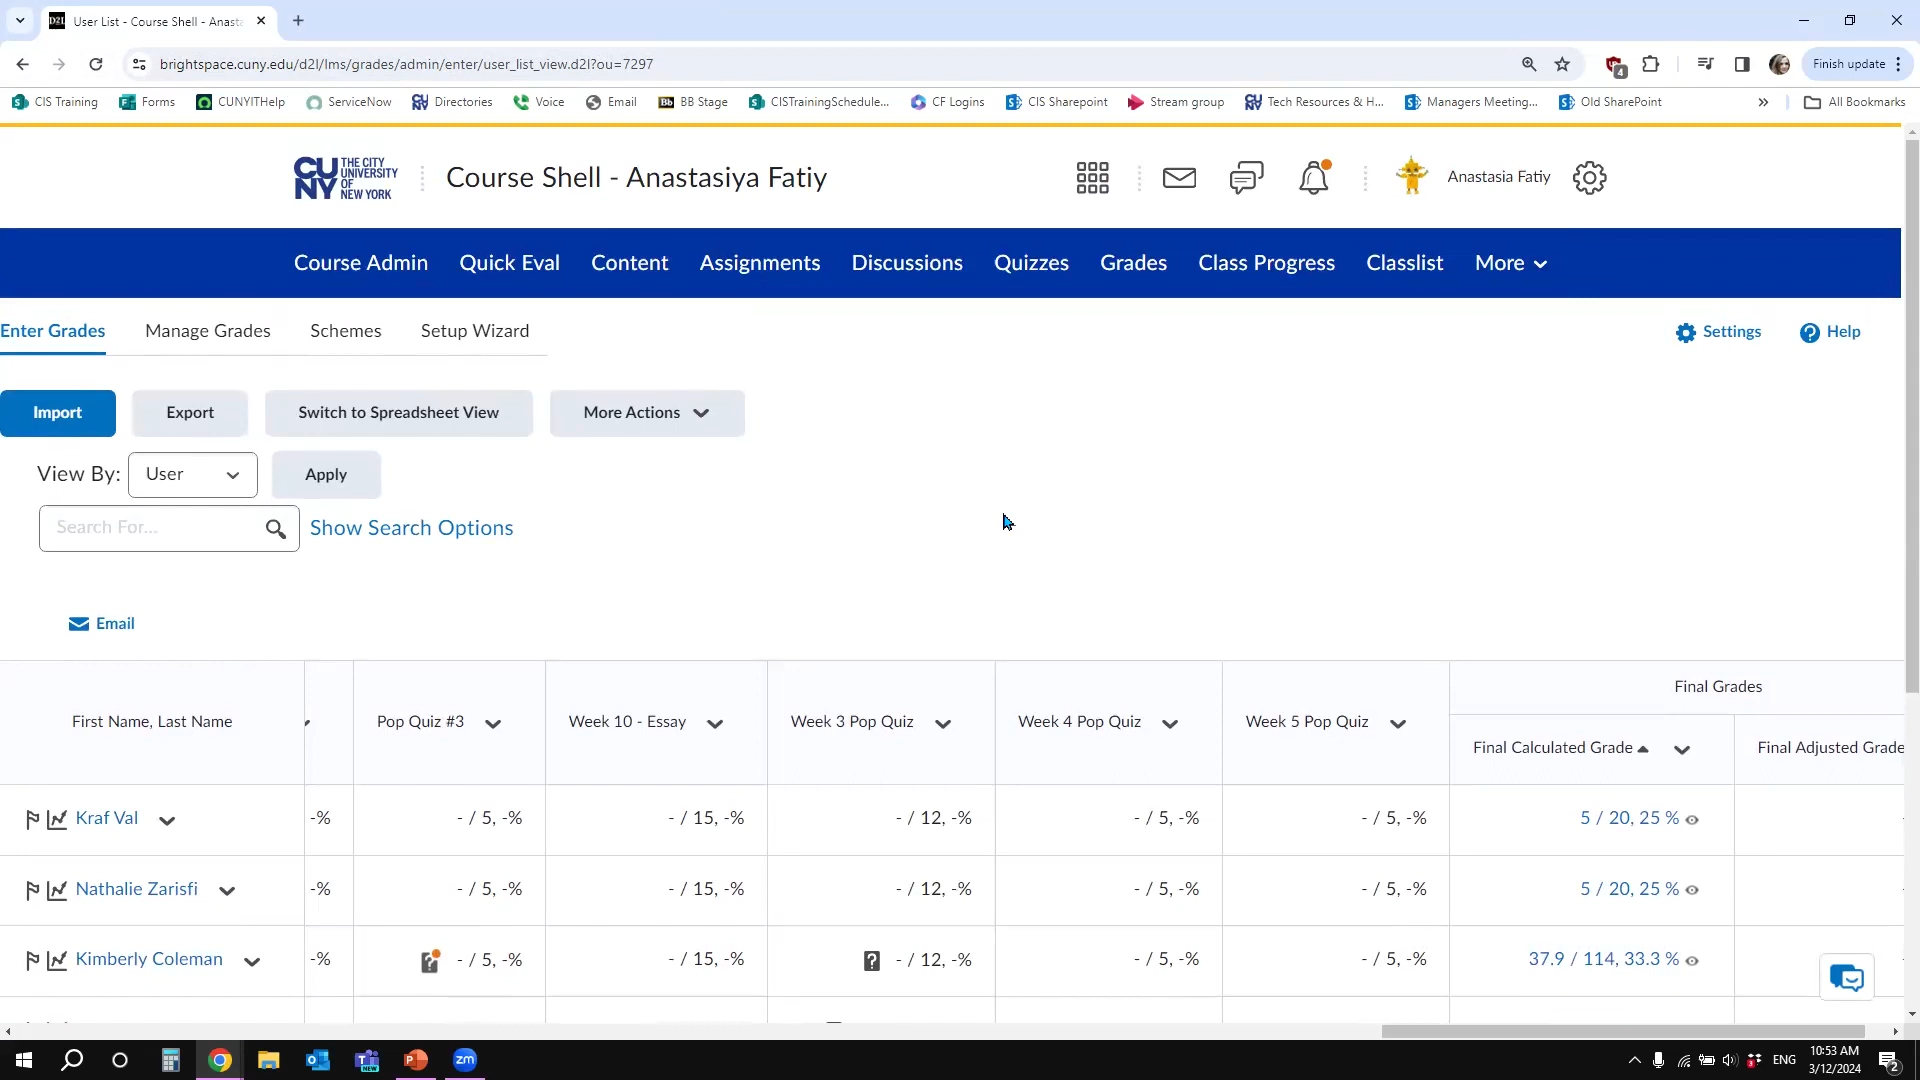 User List - Course Shell - Anasta
brightspace.cuny.edu/d2l/lms/grades/admin/enter/user_list_view.d2l?ou=7297
4
Finish update
CIS Training
Forms
CUNYITHelp
ServiceNow
Directories
Voice
Email
Bb BB Stage
CISTrainingSchedule...
CF Logins
CIS Sharepoint
Stream group
Tech Resources & H...
Managers Meeting...
Old SharePoint
All Bookmarks
CUNY THE CITY UNIVERSITY OF NEW YORK
Course Shell - Anastasiya Fatiy
Anastasia Fatiy
Course Admin
Quick Eval
Content
Assignments
Discussions
Quizzes
Grades
Class Progress
Classlist
More
Enter Grades
Manage Grades
Schemes
Setup Wizard
Settings
Help
Import
Export
Switch to Spreadsheet View
More Actions
View By:
User
Apply
Search For...
Show Search Options
Email
Final Grades
First Name, Last Name
Pop Quiz #3
Week 10 - Essay
Week 3 Pop Quiz
Week 4 Pop Quiz
Week 5 Pop Quiz
Final Calculated Grade
Final Adjusted Grade
Kraf Val -% - / 5, -% - / 15, -% - / 12, -% - / 5, -% - / 5, -% 5 / 20, 25 %
Nathalie Zarisfi -% - / 5, -% - / 15, -% - / 12, -% - / 5, -% - / 5, -% 5 / 20, 25 %
Kimberly Coleman -% - / 5, -% - / 15, -% - / 12, -% - / 5, -% - / 5, -% 37.9 / 114, 33.3 %
zm
ENG
10:53 AM
3/12/2024
2